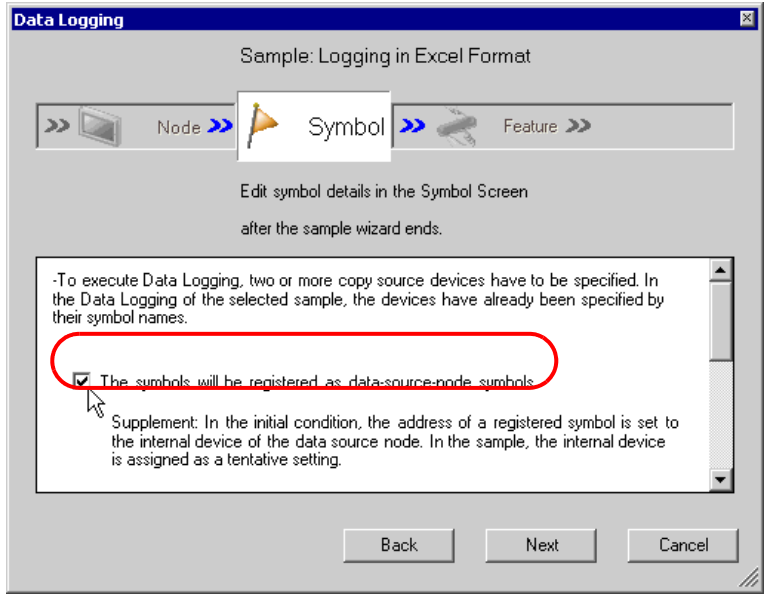 Data Logging
Sample: Logging in Excel Format
Node
Symbol
Feature
Edit symbol details in the Symbol Screen
after the sample wizard ends.
-To execute Data Logging, two or more copy source devices have to be specified. In
the Data Logging of the selected sample, the devices have already been specified by
their symbol names.
The symbols will be registered as data-source-node symbols
Supplement: In the initial condition, the address of a registered symbol is set to
the internal device of the data source node. In the sample, the internal device
is assigned as a tentative setting.
Back
Next
Cancel